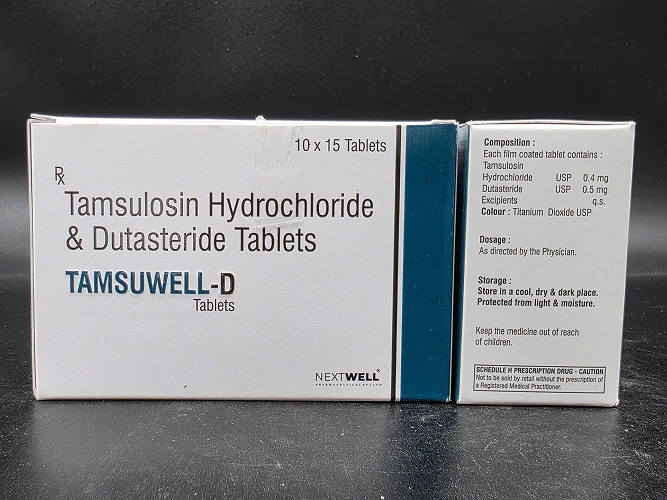 10 x 15 Tablets
Rx
Tamsulosin Hydrochloride
& Dutasteride Tablets
TAMSUWELL-D
Tablets
NEXTWELL
PHARMACEUTICAL PVT LTD
Composition :
Each film coated tablet contains :
Tamsulosin
Hydrochloride USP 0.4 mg
Dutasteride USP 0.5 mg
Excipients q.s.
Colour : Titanium Dioxide USP
Dosage :
As directed by the Physician.
Storage :
Store in a cool, dry & dark place.
Protected from light & moisture.
Keep the medicine out of reach
of children.
SCHEDULE H PRESCRIPTION DRUG - CAUTION
Not to be sold by retail without the prescription of
a Registered Medical Practitioner.